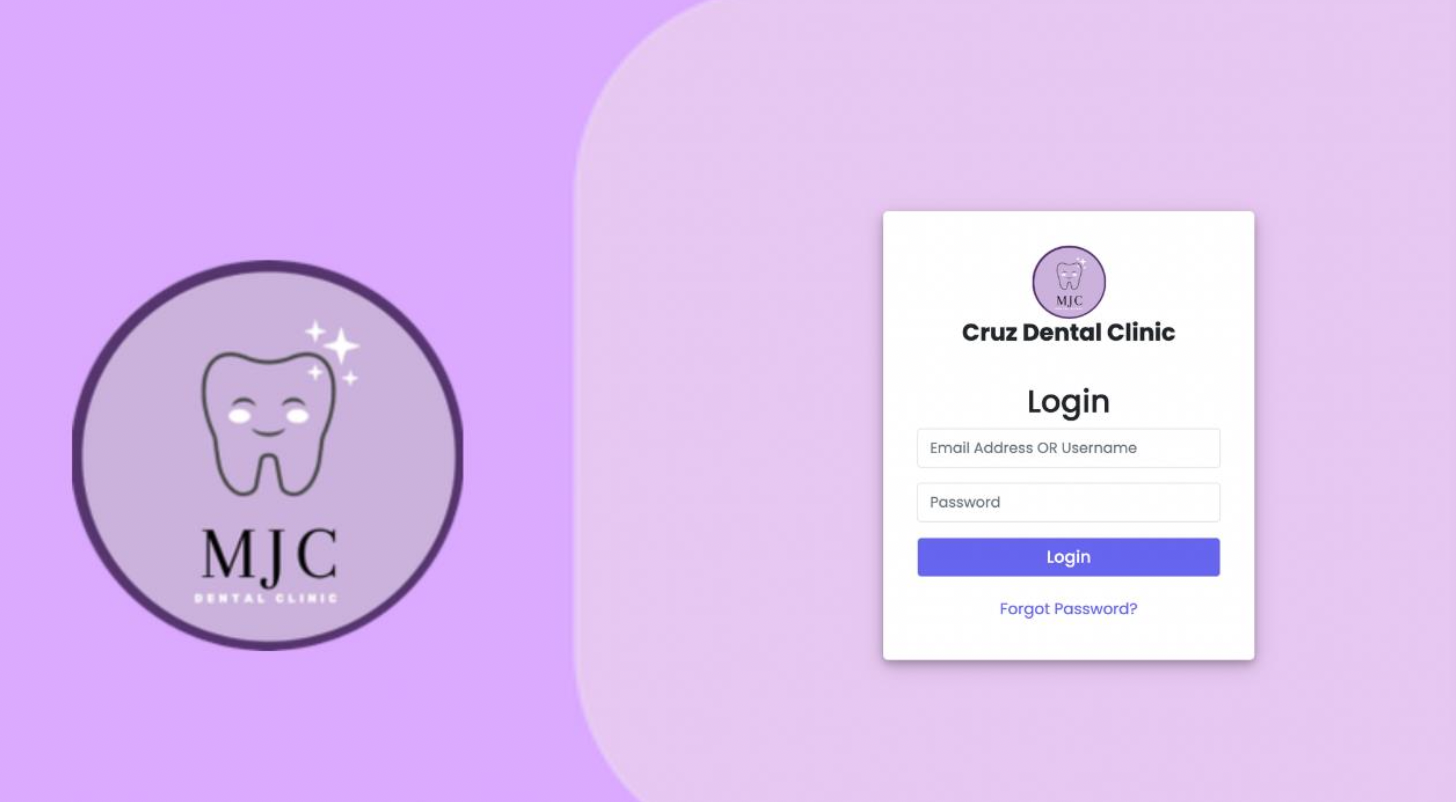 MJC
DENTAL CLINIC
MJC
Cruz Dental Clinic
Login
Email Address OR Username
Password
Login
Forgot Password?